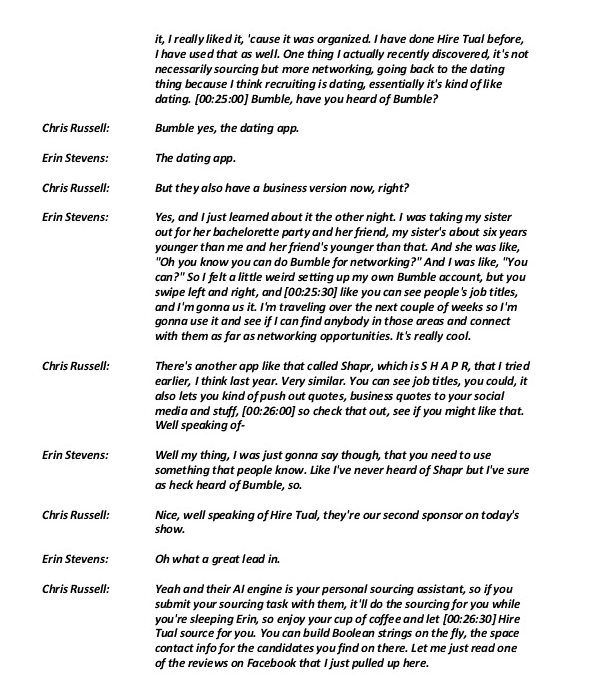 it, I really liked it, 'cause it was organized. I have done Hire Tual before,
I have used that as well. One thing I actually recently discovered, it's not
necessarily sourcing but more networking, going back to the dating
thing because I think recruiting is dating, essentially it's kind of like
dating. [00:25:00] Bumble, have you heard of Bumble?
Chris Russell: Bumble yes, the dating app.
Erin Stevens: The dating app.
Chris Russell: But they also have a business version now, right?
Erin Stevens: Yes, and I just learned about it the other night. I was taking my sister
out for her bachelorette party and her friend, my sister's about six years
younger than me and her friend's younger than that. And she was like,
"Oh you know you can do Bumble for networking?" And I was like, "You
can?" So I felt a little weird setting up my own Bumble account, but you
swipe left and right, and [00:25:30] like you can see people's job titles,
and I'm gonna us it. I'm traveling over the next couple of weeks so I'm
gonna use it and see if I can find anybody in those areas and connect
with them as far as networking opportunities. It's really cool.
Chris Russell: There's another app like that called Shapr, which is S H A P R, that I tried
earlier, I think last year. Very similar. You can see job titles, you could, it
also lets you kind of push out quotes, business quotes to your social
media and stuff, [00:26:00] so check that out, see if you might like that.
Well speaking of-
Erin Stevens: Well my thing, I was just gonna say though, that you need to use
something that people know. Like I've never heard of Shapr but I've sure
as heck heard of Bumble, so.
Chris Russell: Nice, well speaking of Hire Tual, they're our second sponsor on today's
show.
Erin Stevens: Oh what a great lead in.
Chris Russell: Yeah and their AI engine is your personal sourcing assistant, so if you
submit your sourcing task with them, it'll do the sourcing for you while
you're sleeping Erin, so enjoy your cup of coffee and let [00:26:30] Hire
Tual source for you. You can build Boolean strings on the fly, the space
contact info for the candidates you find on there. Let me just read one
of the reviews on Facebook that I just pulled up here.